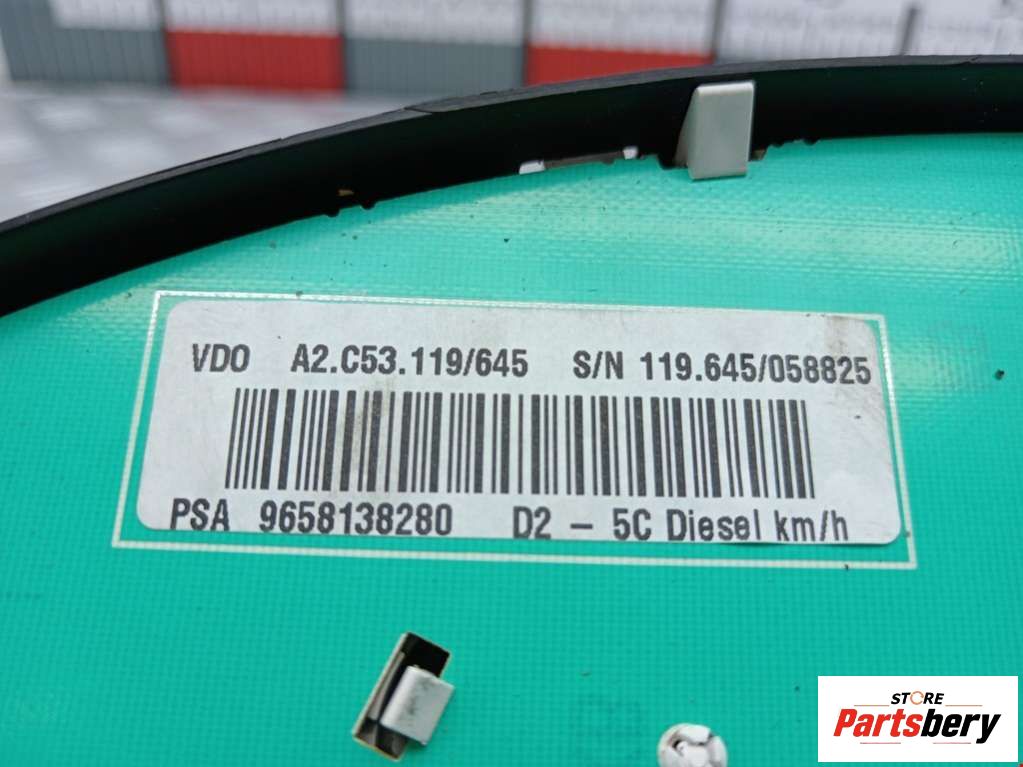 VDO A2.C53.119/645 S/N 119.645/058825
PSA 9658138280 D2 - 5C Diesel km/h
STORE
Partsbery